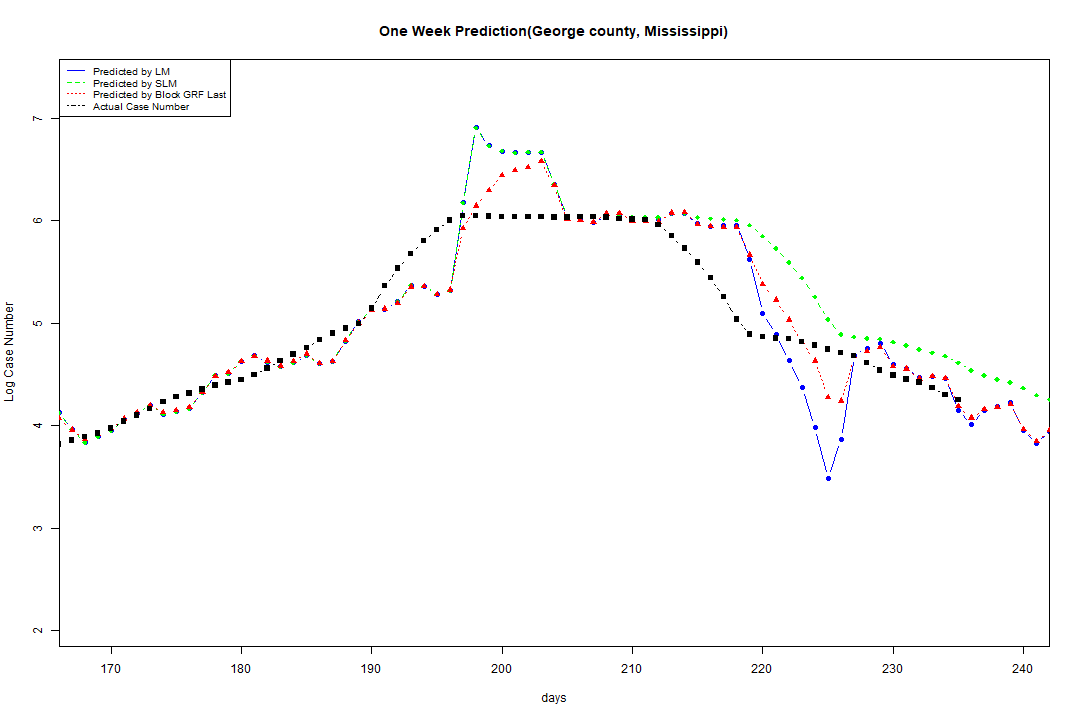 One Week Prediction(George county, Mississippi)
Predicted by LM
Predicted by SLM
Predicted by Block GRF Last
Actual Case Number
7
6
5
4
3
2
Log Case Number
170 180 190 200 210 220 230 240
days